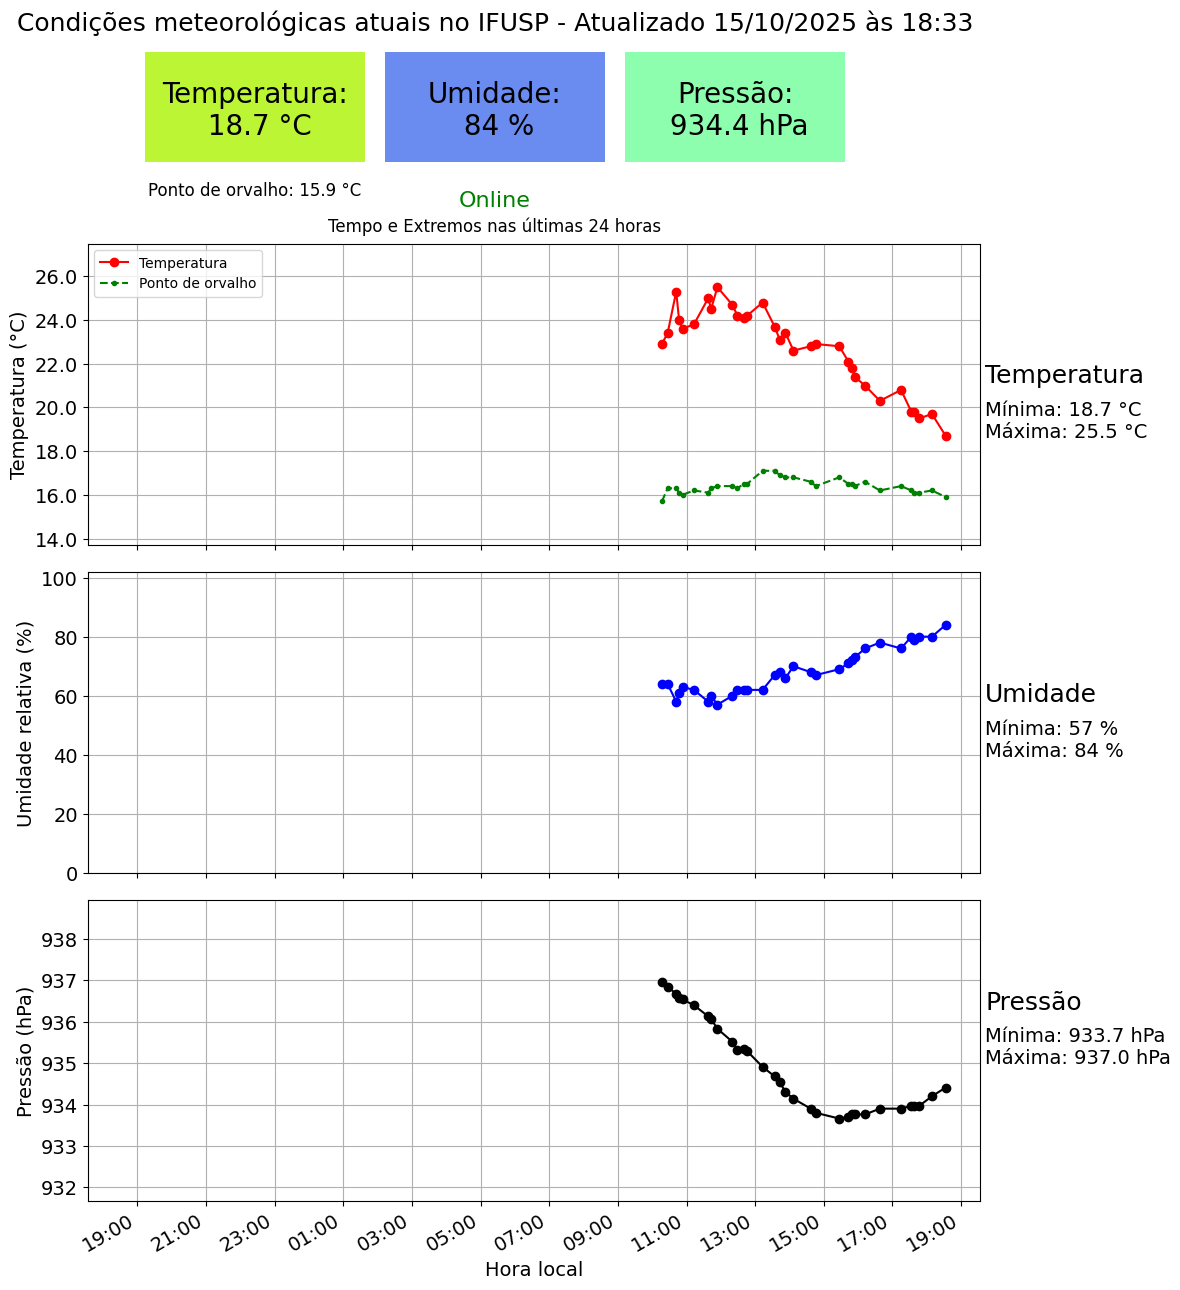 Condições meteorológicas atuais no IFUSP - Atualizado 15/10/2025 às 18:33
Temperatura:
18.7 °C
Umidade:
84 %
Pressão:
934.4 hPa
Ponto de orvalho: 15.9 °C
Online
Tempo e Extremos nas últimas 24 horas
Temperatura
Ponto de orvalho
Temperatura (°C)
26.0
24.0
22.0
20.0
18.0
16.0
14.0
Temperatura
Mínima: 18.7 °C
Máxima: 25.5 °C
Umidade relativa (%)
100
80
60
40
20
0
Umidade
Mínima: 57 %
Máxima: 84 %
Pressão (hPa)
938
937
936
935
934
933
932
Pressão
Mínima: 933.7 hPa
Máxima: 937.0 hPa
19:00 21:00 23:00 01:00 03:00 05:00 07:00 09:00 11:00 13:00 15:00 17:00 19:00
Hora local